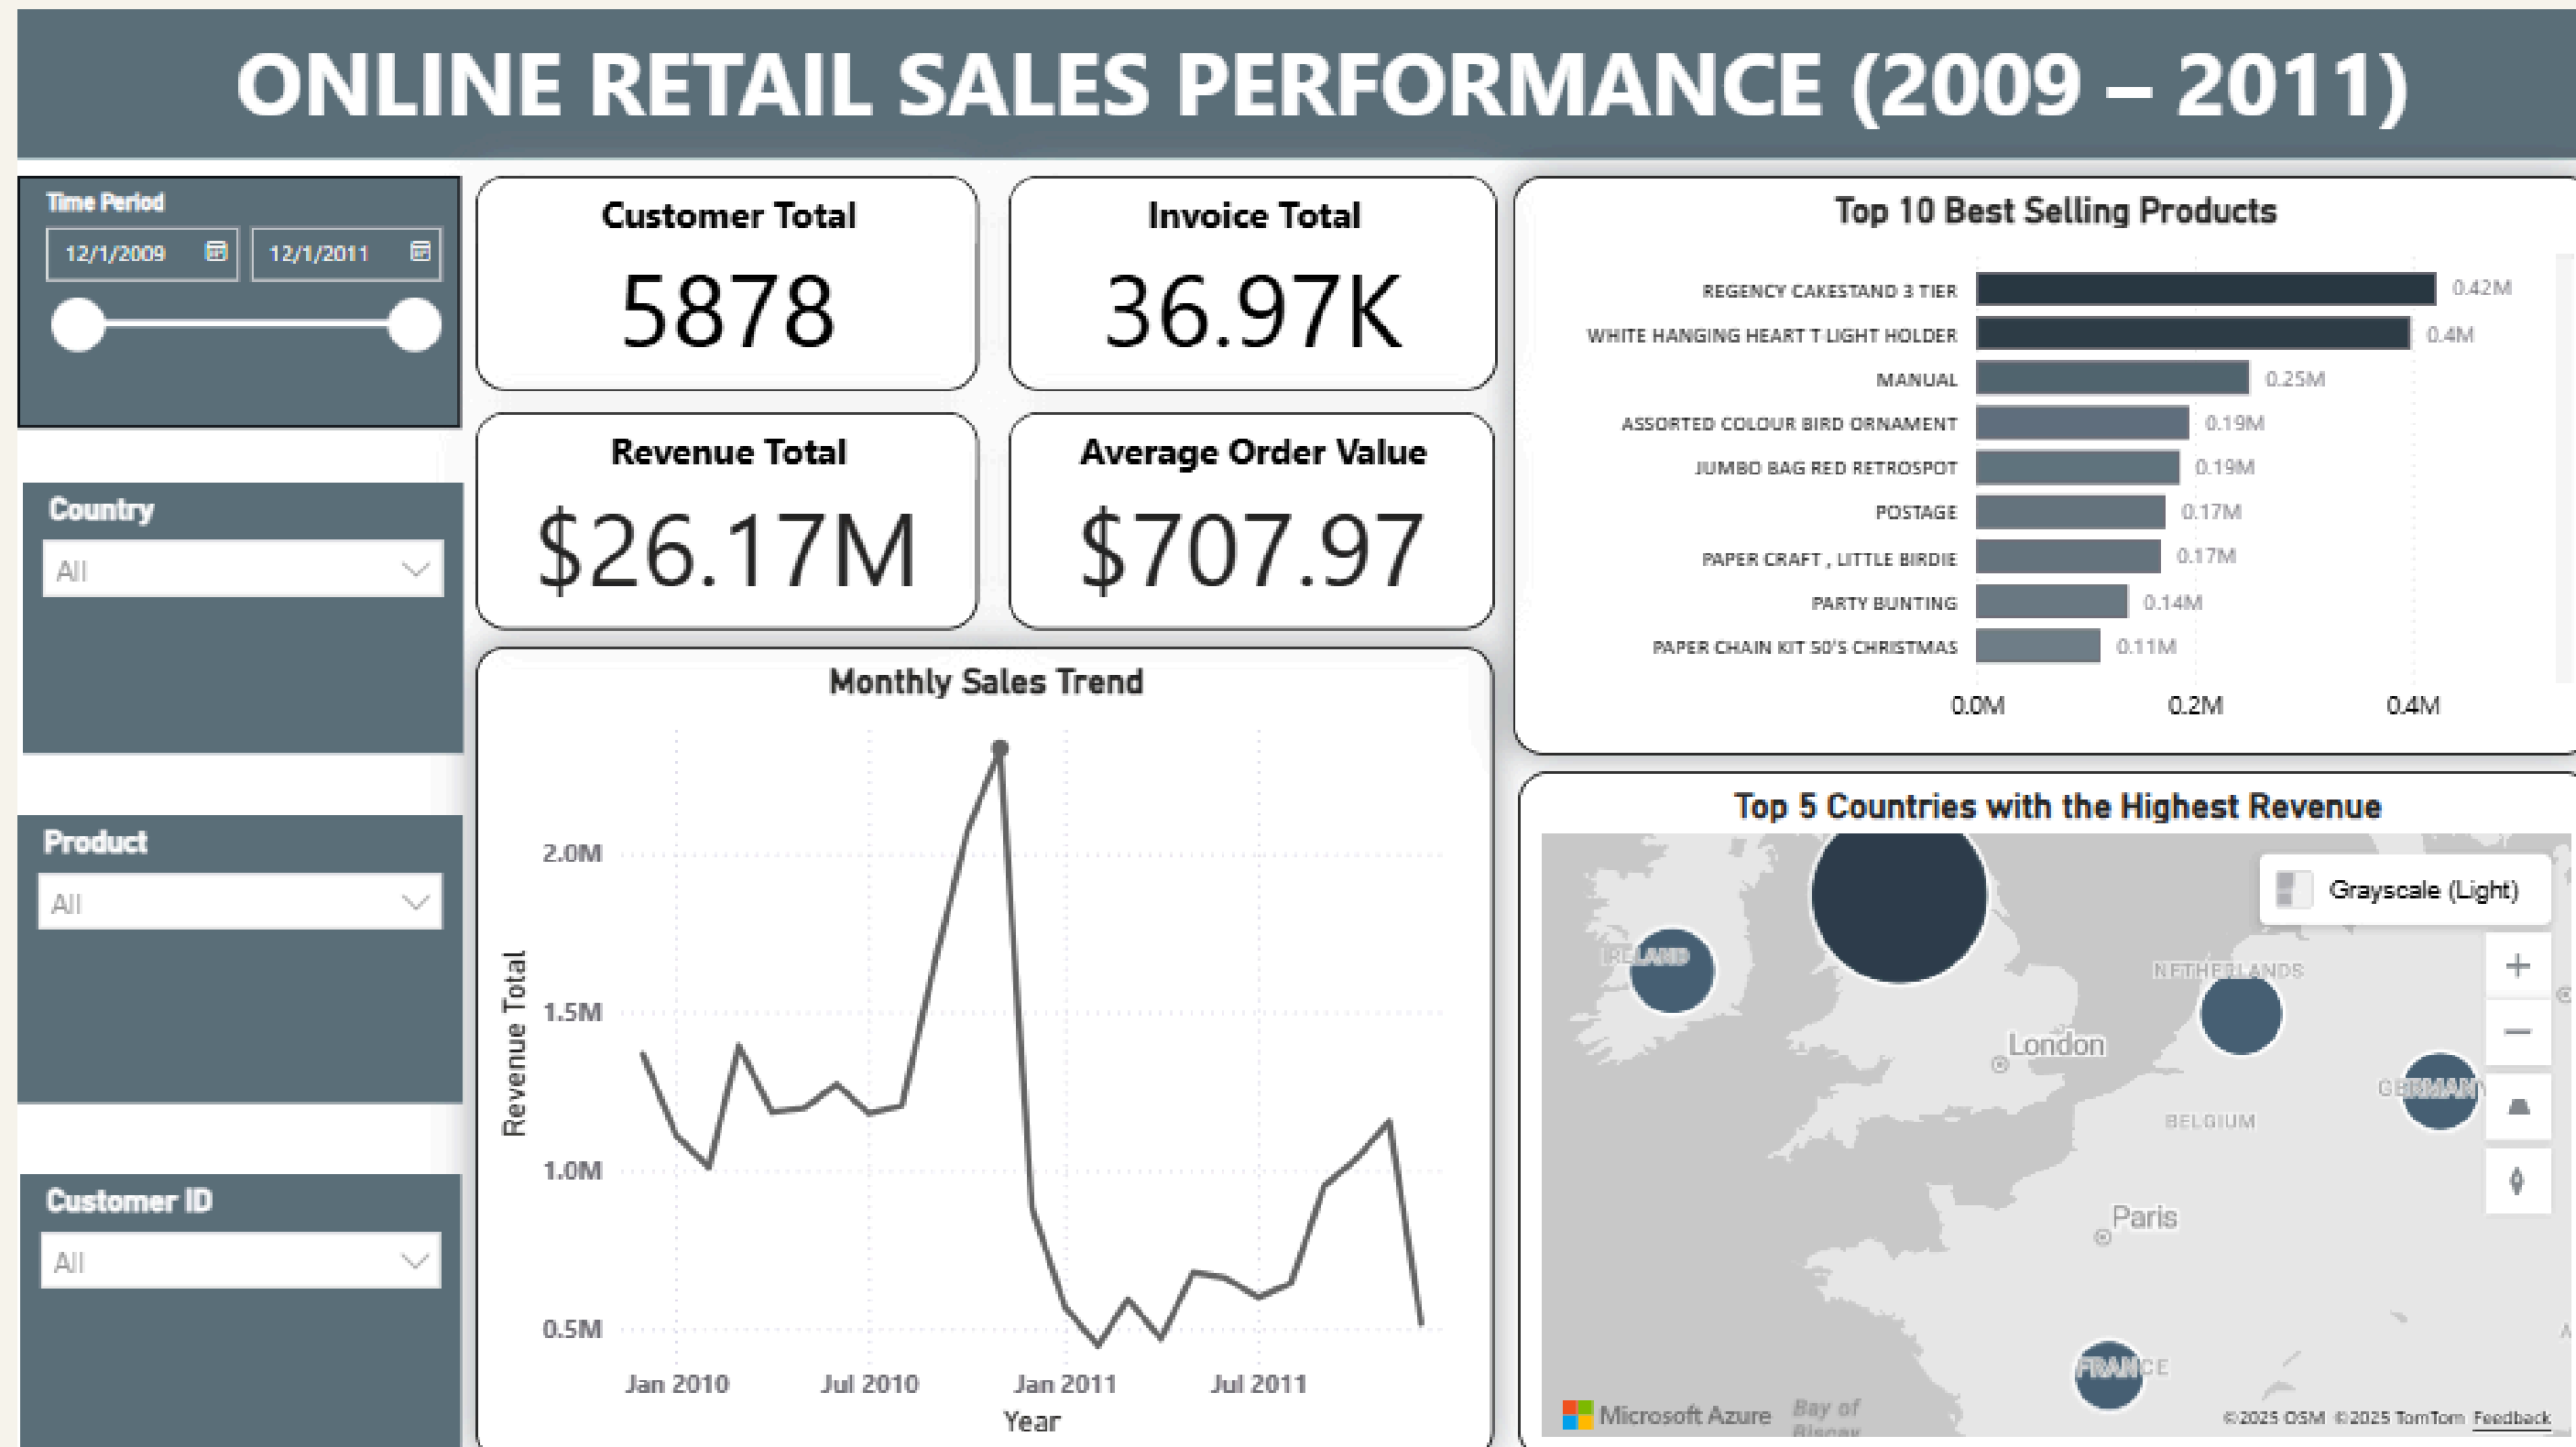 ONLINE RETAIL SALES PERFORMANCE (2009 – 2011)
Time Period
12/1/2009
12/1/2011
Country
All
Product
All
Customer ID
All
Customer Total
5878
Invoice Total
36.97K
Revenue Total
$26.17M
Average Order Value
$707.97
Monthly Sales Trend
Revenue Total
2.0M
1.5M
1.0M
0.5M
Jan 2010 Jul 2010 Jan 2011 Jul 2011
Year
Top 10 Best Selling Products
REGENCY CAKESTAND 3 TIER 0.42M
WHITE HANGING HEART T-LIGHT HOLDER 0.4M
MANUAL 0.25M
ASSORTED COLOUR BIRD ORNAMENT 0.19M
JUMBO BAG RED RETROSPOT 0.19M
POSTAGE 0.17M
PAPER CRAFT , LITTLE BIRDIE 0.17M
PARTY BUNTING 0.14M
PAPER CHAIN KIT 50'S CHRISTMAS 0.11M
0.0M 0.2M 0.4M
Top 5 Countries with the Highest Revenue
Grayscale (Light)
IRELAND
NETHERLANDS
London
GERMANY
BELGIUM
Paris
FRANCE
Microsoft Azure
Bay of
Biscay
©2025 OSM ©2025 TomTom Feedback